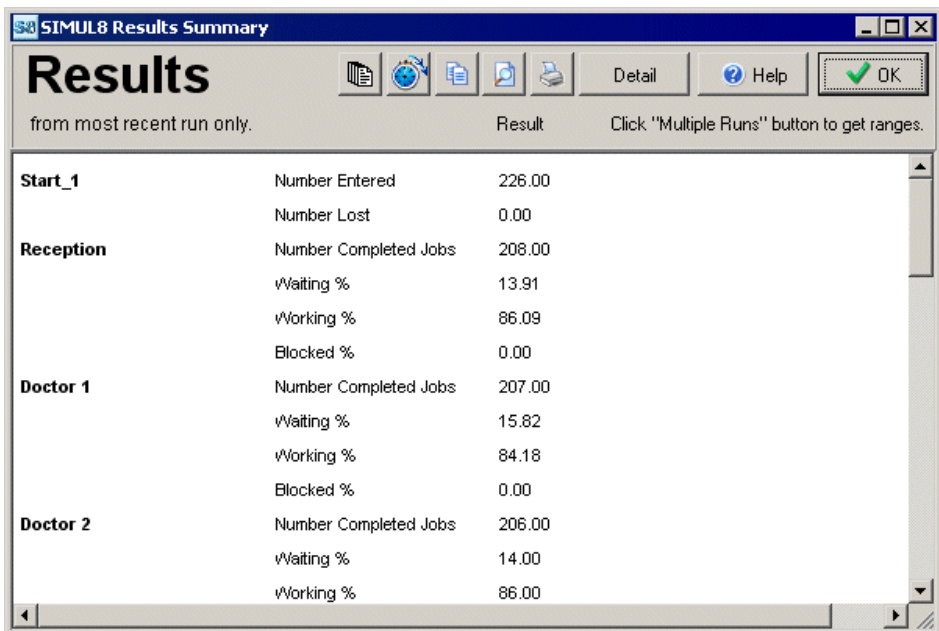 S8 SIMUL8 Results Summary
Results Detail Help OK
from most recent run only. Result Click "Multiple Runs" button to get ranges.
Start_1 Number Entered 226.00
Number Lost 0.00
Reception Number Completed Jobs 208.00
Waiting % 13.91
Working % 86.09
Blocked % 0.00
Doctor 1 Number Completed Jobs 207.00
Waiting % 15.82
Working % 84.18
Blocked % 0.00
Doctor 2 Number Completed Jobs 206.00
Waiting % 14.00
Working % 86.00